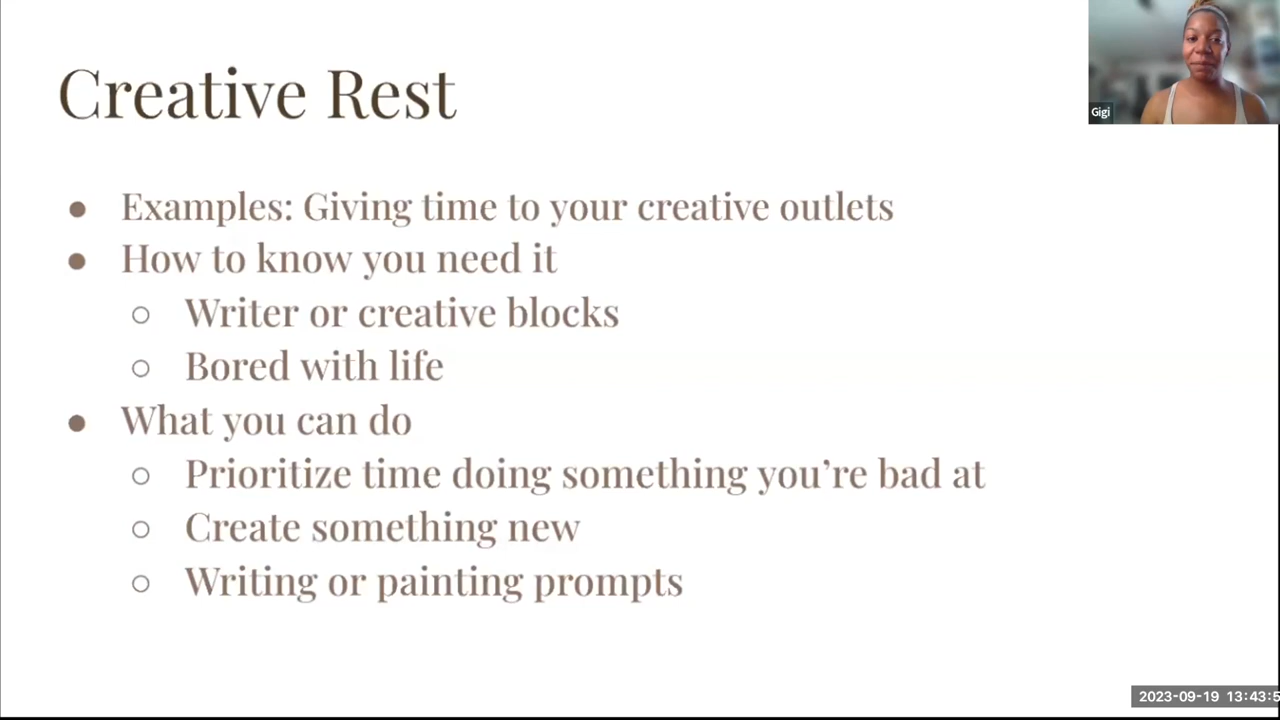 Creative Rest
Gigi
● Examples: Giving time to your creative outlets
● How to know you need it
○ Writer or creative blocks
○ Bored with life
● What you can do
○ Prioritize time doing something you’re bad at
○ Create something new
○ Writing or painting prompts
2023-09-19 13:43:5